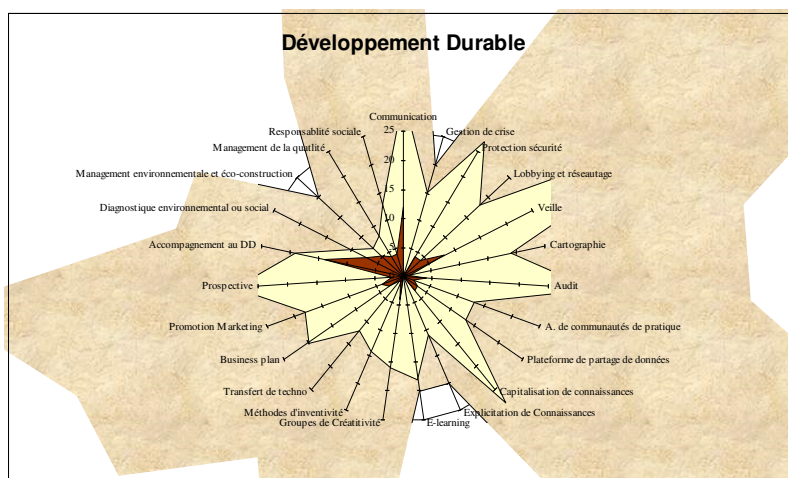 Développement Durable
Communication
Responsablité sociale
25
Gestion de crise
Management de la quatlité
20
Protection sécurité
Management environnementale et éco-construction
15
Lobbying et réseautage
Diagnostique environnemental ou social
10
Veille
Accompagnement au DD
5
Cartographie
Prospective
Audit
Promotion Marketing
A. de communautés de pratique
Business plan
Plateforme de partage de données
Transfert de techno
Capitalisation de connaissances
Méthodes d'inventivité
Explicitation de Connaissances
Groupes de Créatitivité
E-learning